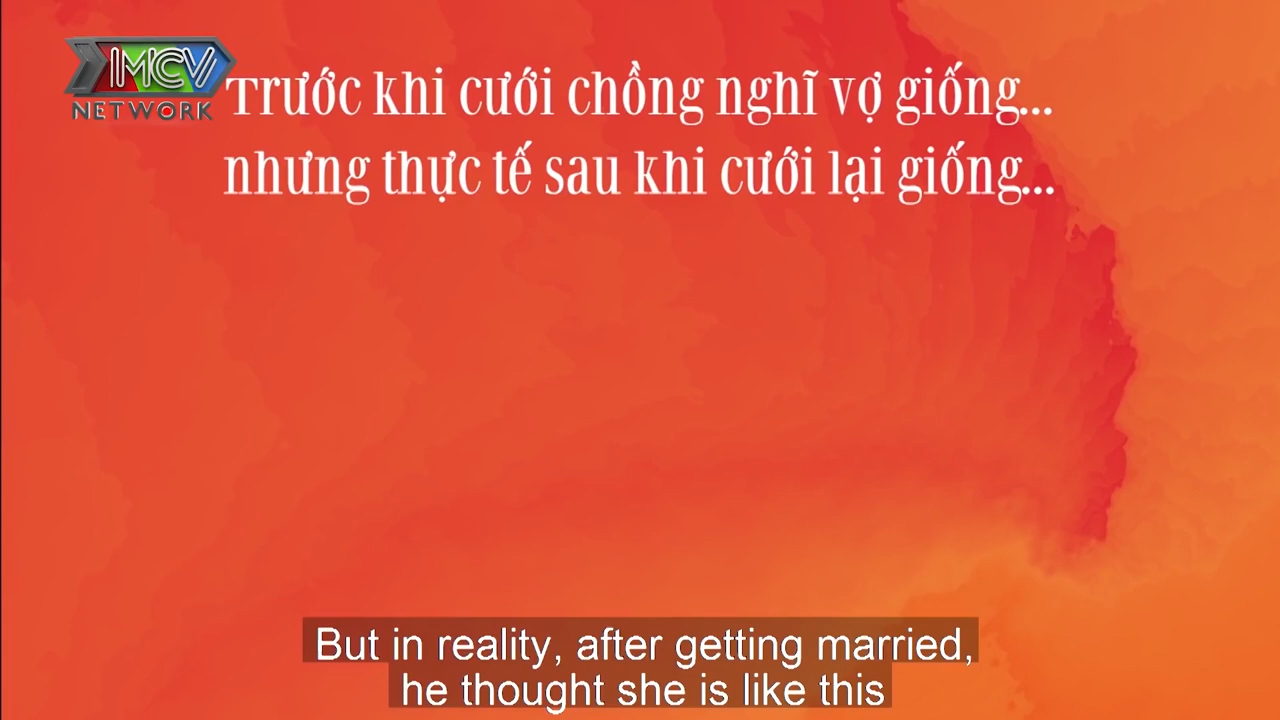 MCV
NETWORK
Trước khi cưới chồng nghĩ vợ giống...
nhưng thực tế sau khi cưới lại giống...
But in reality, after getting married,
he thought she is like this